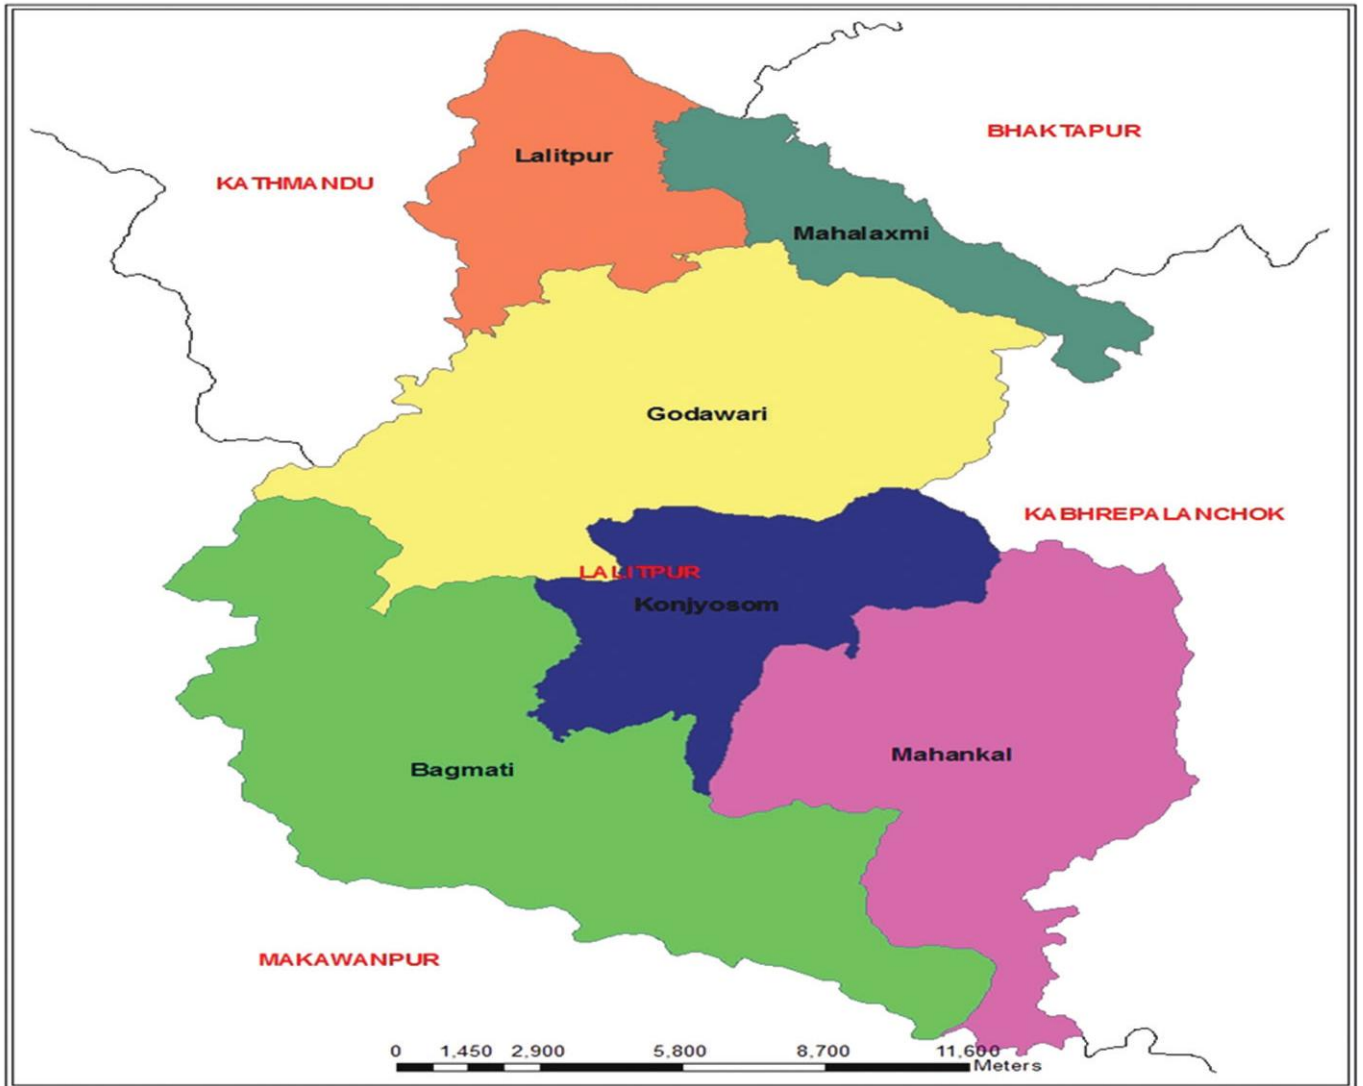 BHAKTAPUR
Lalitpur
KATHMANDU
Mahalaxmi
Godawari
KABHREPALANCHOK
LALITPUR
Konjyosom
Mahankal
Bagmati
MAKAWANPUR
0 1,450 2,900 5,800 8,700 11,600
Meters